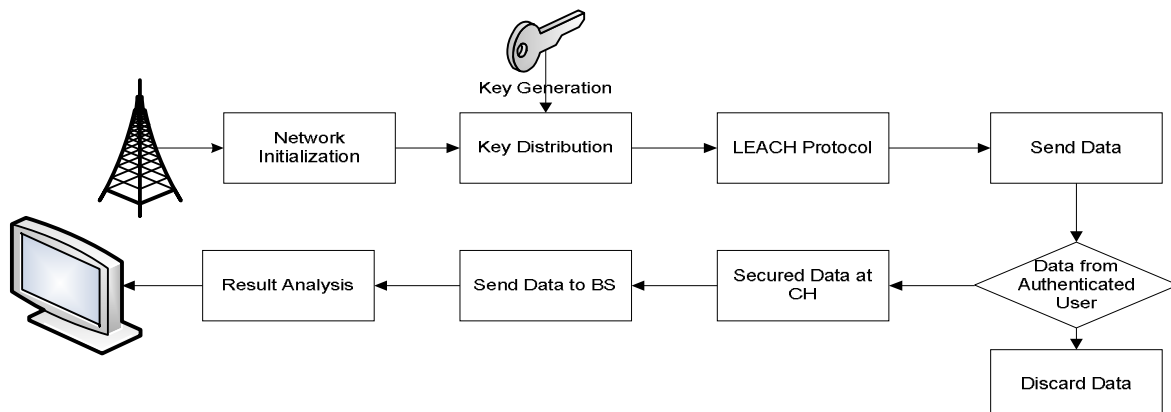 Key Generation
Network
Initialization
Key Distribution
LEACH Protocol
Send Data
Data from
Authenticated
User
Secured Data at
CH
Send Data to BS
Result Analysis
Discard Data